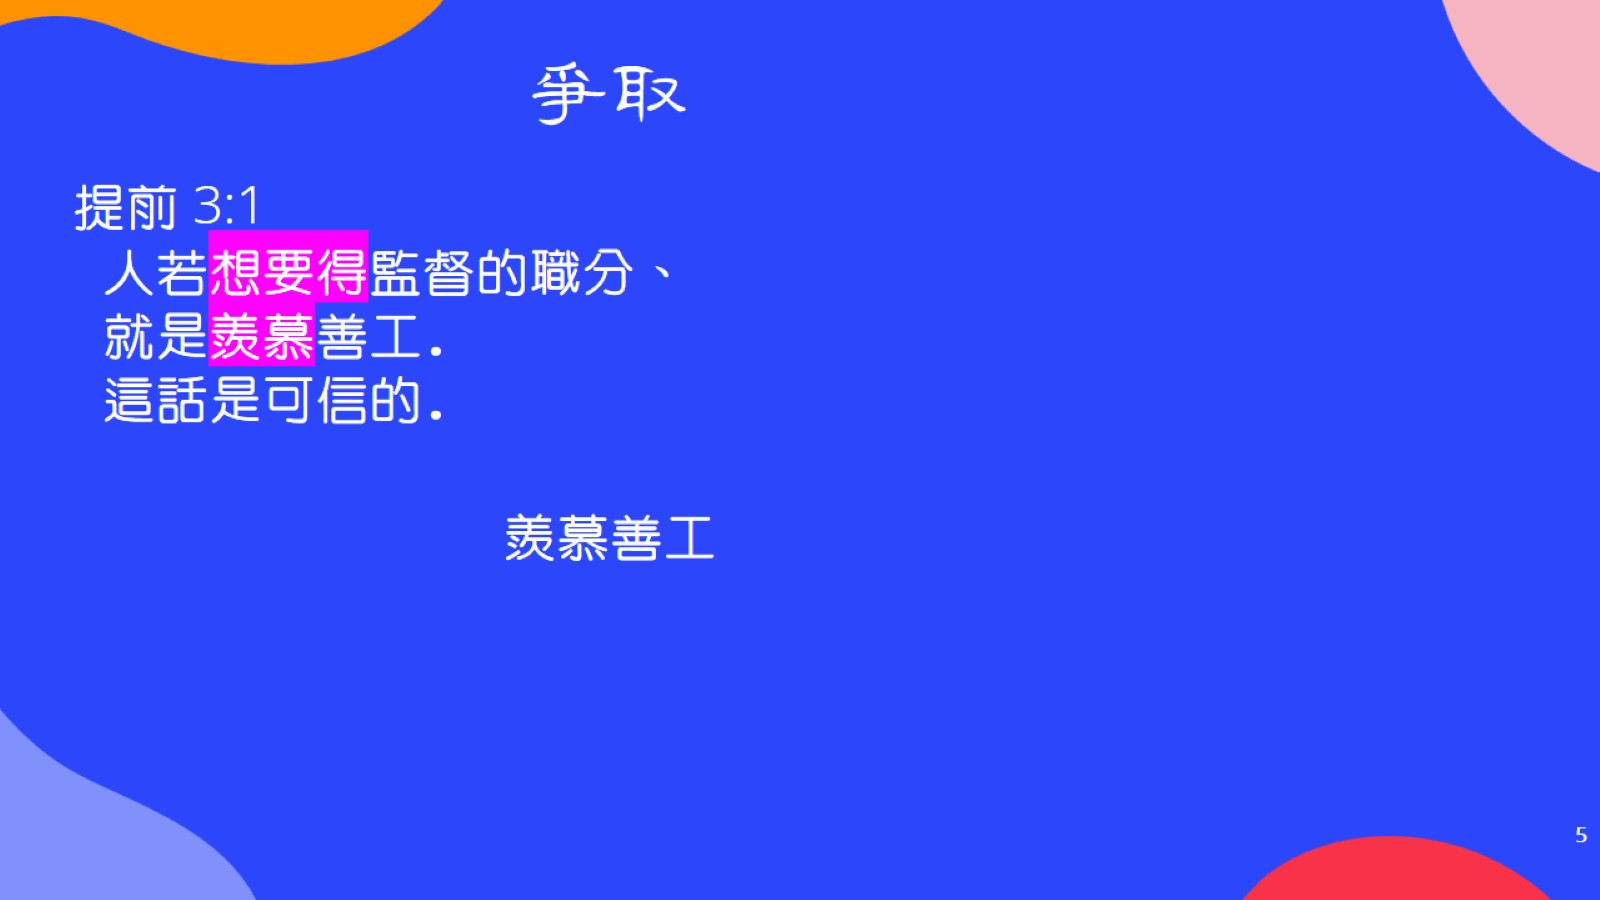 爭取
提前 3:1
人若想要得監督的職分、
就是羨慕善工.
這話是可信的.
羨慕善工
5